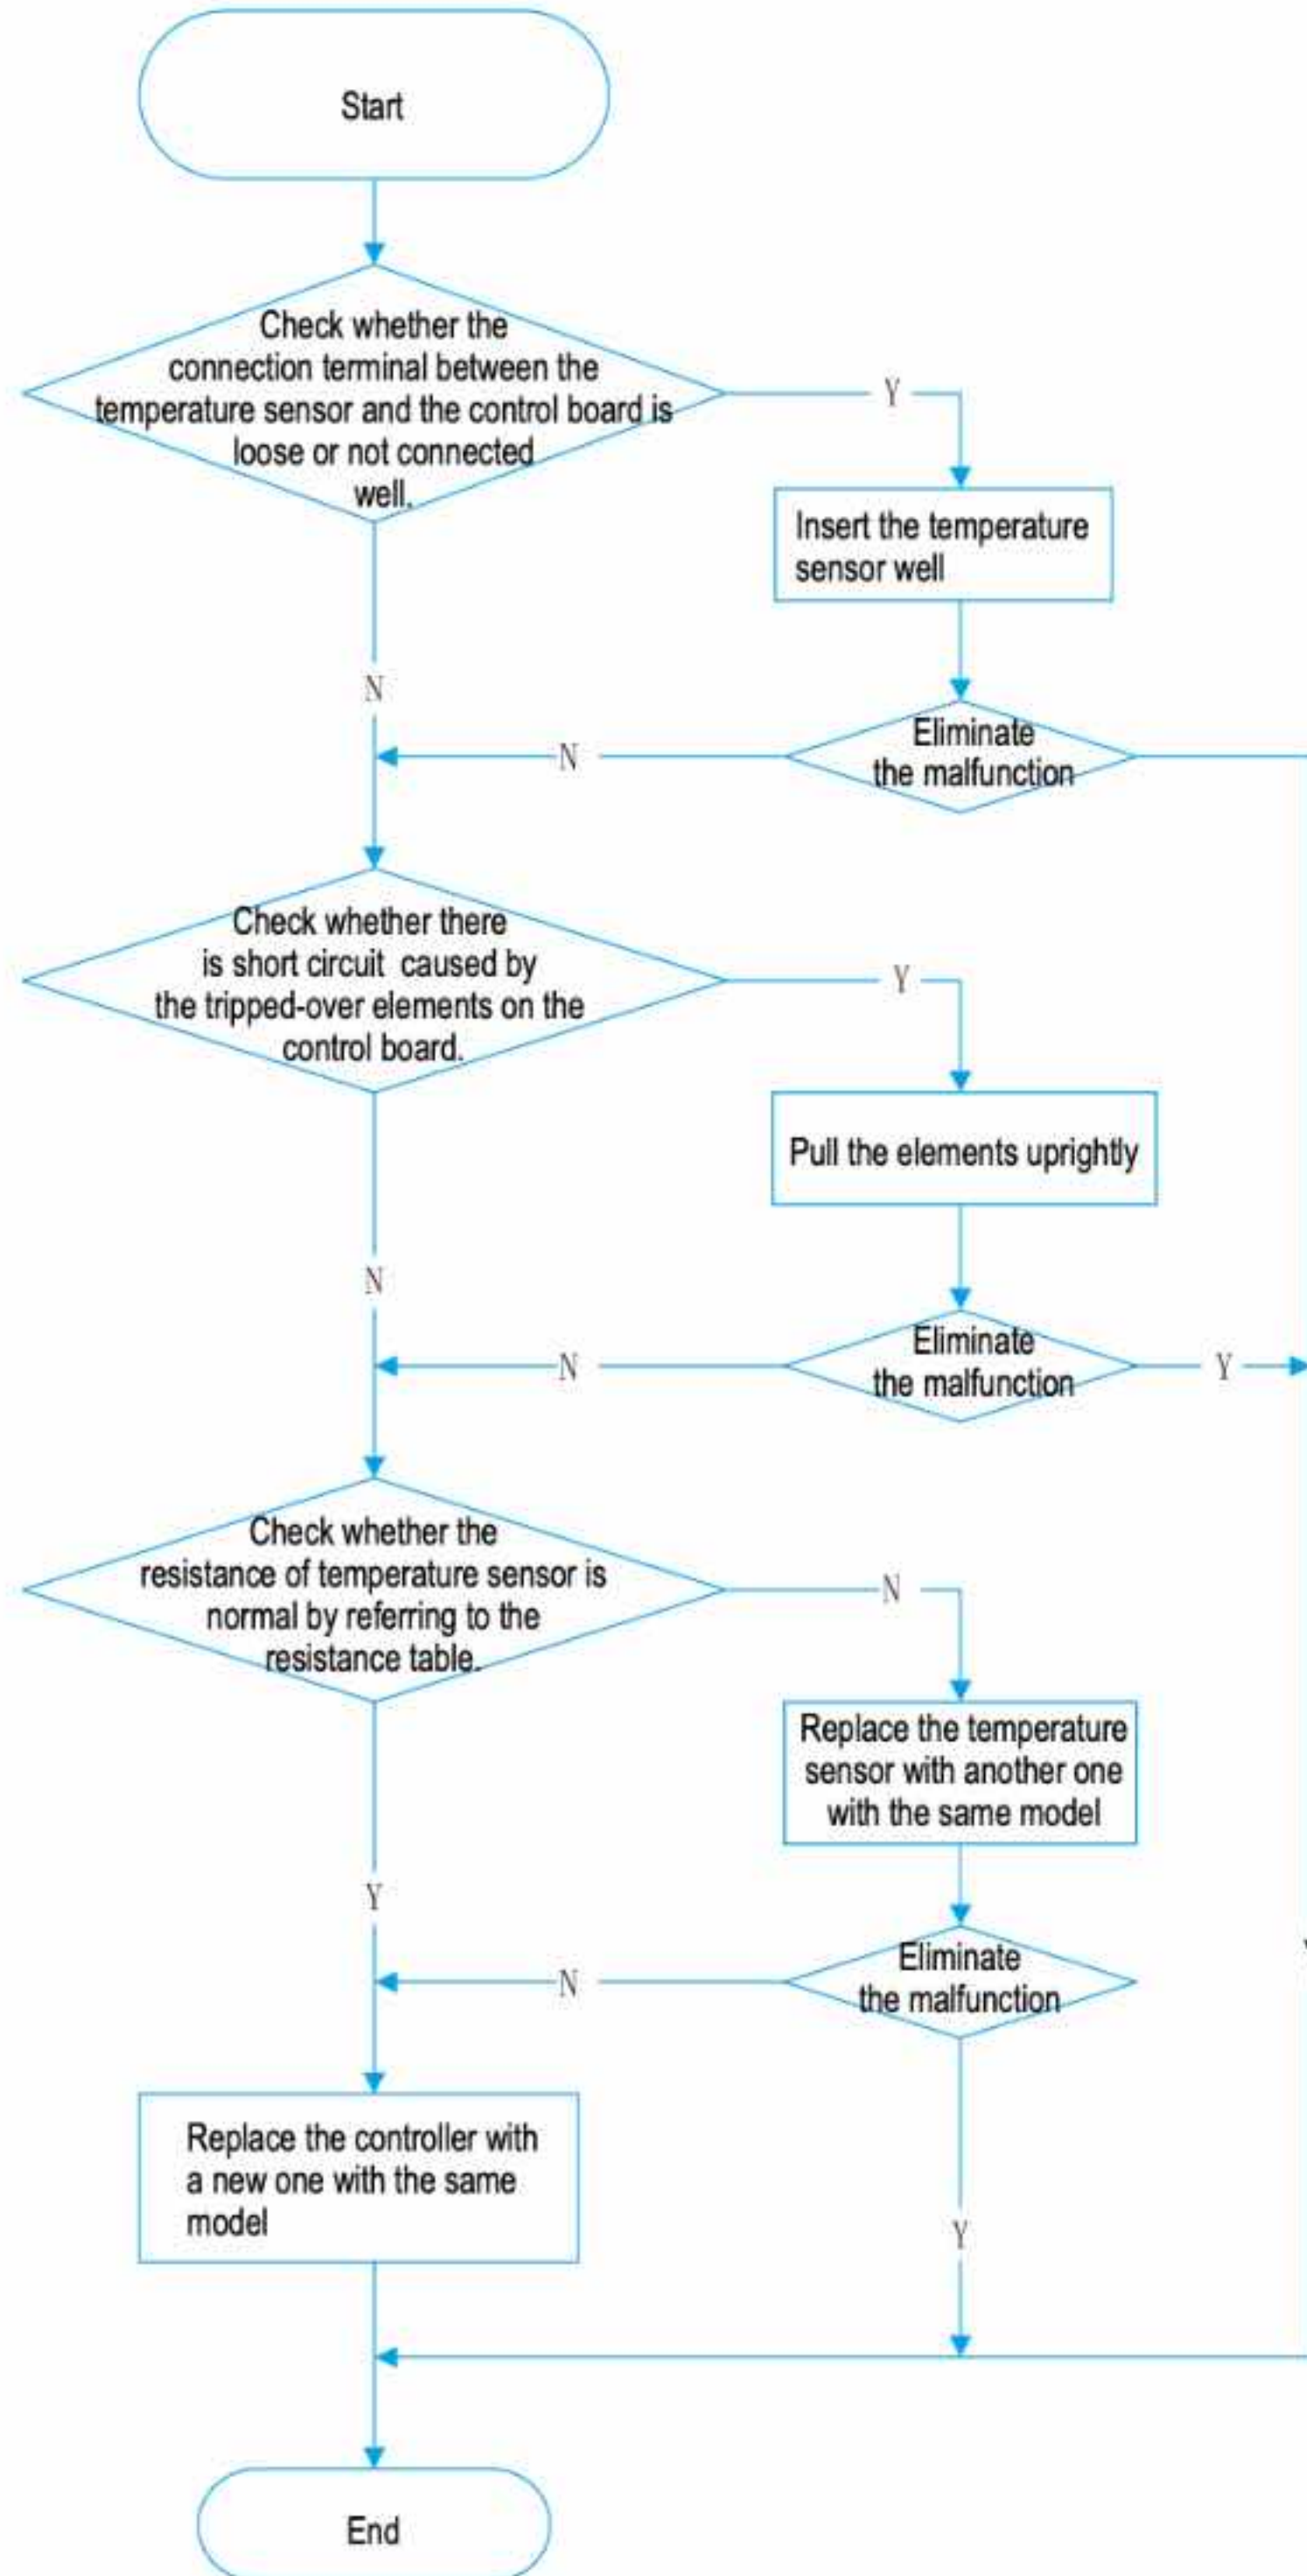 Start
Check whether the
connection terminal between the
temperature sensor and the control board is
loose or not connected
well.
Y
Insert the temperature
sensor well
N
Eliminate
the malfunction
N
Check whether there
is short circuit caused by
the tripped-over elements on the
control board.
Y
Pull the elements uprightly
N
Eliminate
the malfunction
N
Y
Check whether the
resistance of temperature sensor is
normal by referring to the
resistance table.
N
Replace the temperature
sensor with another one
with the same model
Y
Eliminate
the malfunction
N
Replace the controller with
a new one with the same
model
Y
End